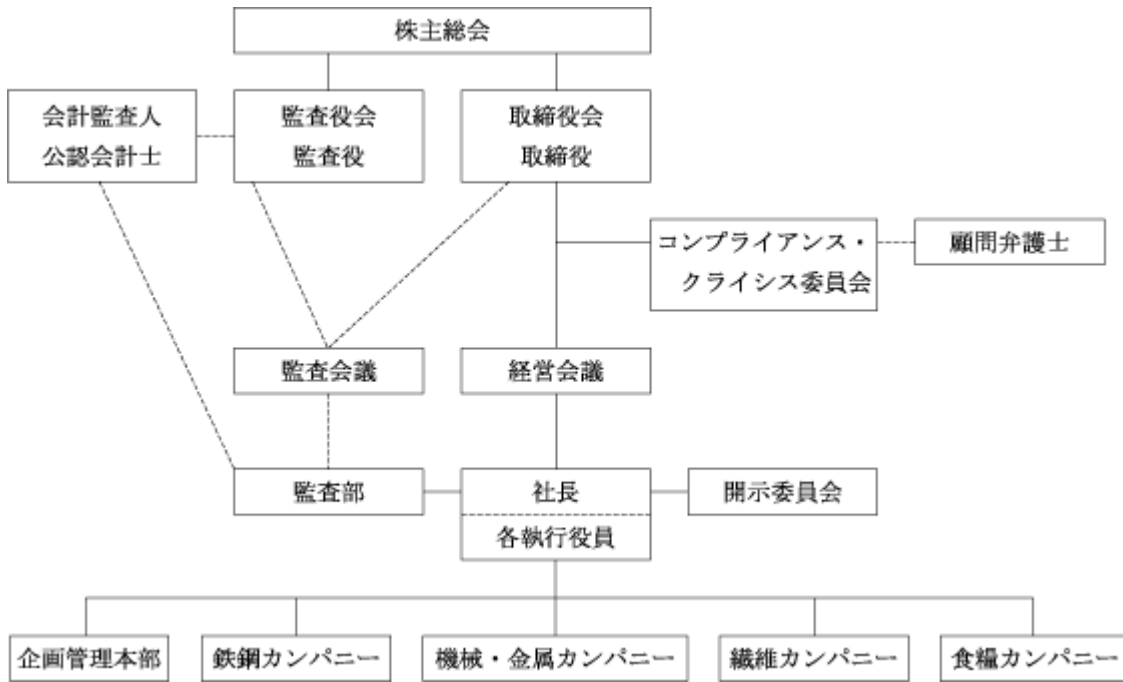 株主総会
会計監査人
公認会計士
監査役会
監査役
取締役会
取締役
コンプライアンス・
クライシス委員会
顧問弁護士
監査会議
経営会議
監査部
社長
各執行役員
開示委員会
企画管理本部
鉄鋼カンパニー
機械・金属カンパニー
繊維カンパニー
食糧カンパニー